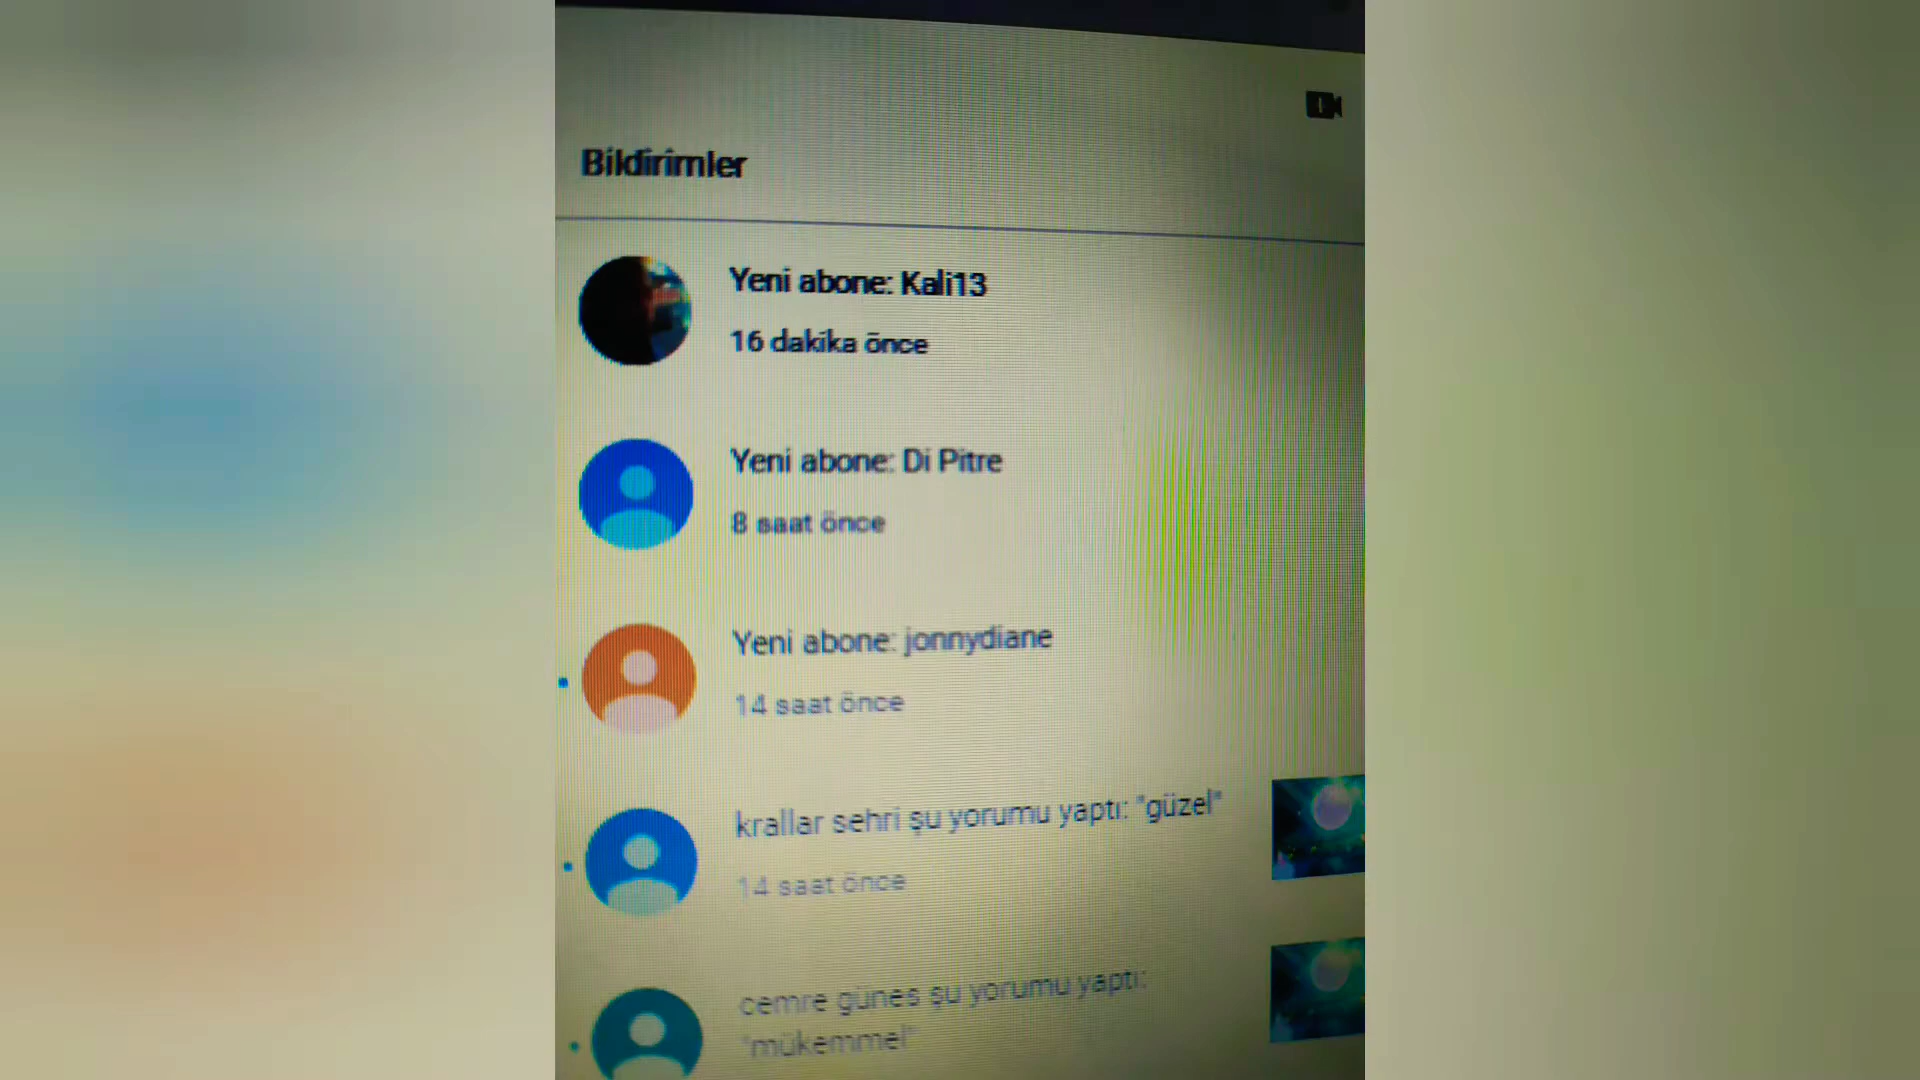 Bildirimler
Yeni abone: Kali13
16 dakika önce
Yeni abone: Di Pitre
8 saat önce
Yeni abone: jonnydiane
14 saat önce
krallar sehri şu yorumu yaptı: "güzel"
14 saat önce
cemre günes şu yorumu yaptı:
"mükemmel"